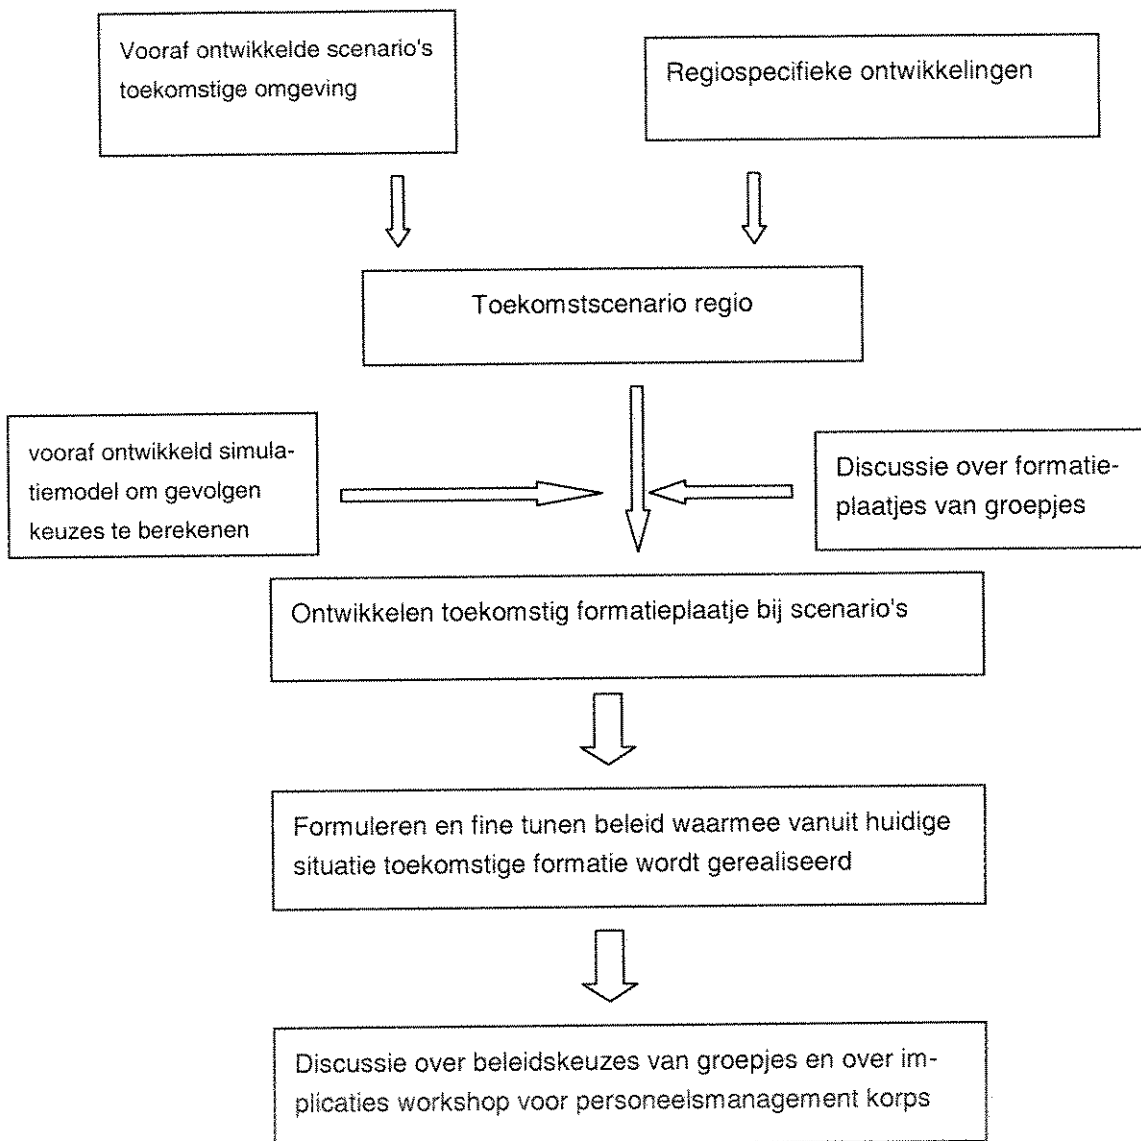 Vooraf ontwikkelde scenario's
toekomstige omgeving
Regiospecifieke ontwikkelingen
Toekomstscenario regio
vooraf ontwikkeld simula-
tiemodel om gevolgen
keuzes te berekenen
Discussie over formatie-
plaatjes van groepjes
Ontwikkelen toekomstig formatieplaatje bij scenario's
Formuleren en fine tunen beleid waarmee vanuit huidige
situatie toekomstige formatie wordt gerealiseerd
Discussie over beleidskeuzes van groepjes en over im-
plicaties workshop voor personeelsmanagement korps